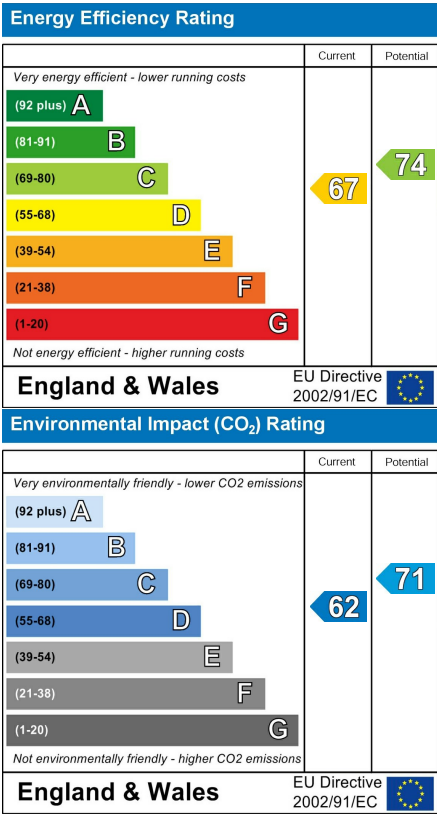 Energy Efficiency Rating
Current Potential
Very energy efficient - lower running costs
(92 plus) A
(81-91) B
(69-80) C
(55-68) D
(39-54) E
(21-38) F
(1-20) G
67
74
Not energy efficient - higher running costs
England & Wales
EU Directive
2002/91/EC
Environmental Impact (CO₂) Rating
Current Potential
Very environmentally friendly - lower CO2 emissions
(92 plus) A
(81-91) B
(69-80) C
(55-68) D
(39-54) E
(21-38) F
(1-20) G
62
71
Not environmentally friendly - higher CO2 emissions
England & Wales
EU Directive
2002/91/EC